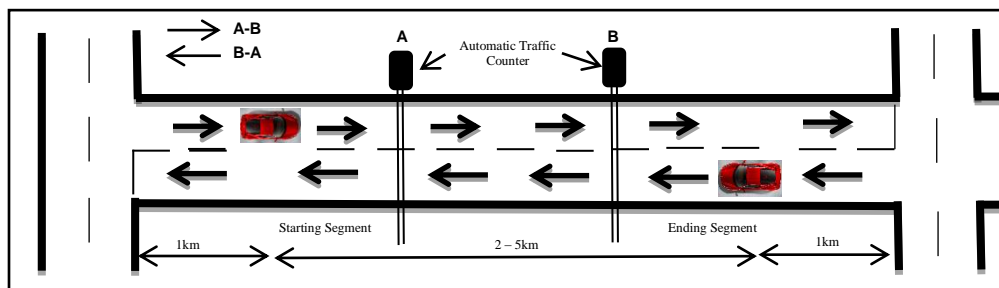 A-B
B-A
A
Automatic Traffic
Counter
B
Starting Segment
Ending Segment
1km
2 – 5km
1km